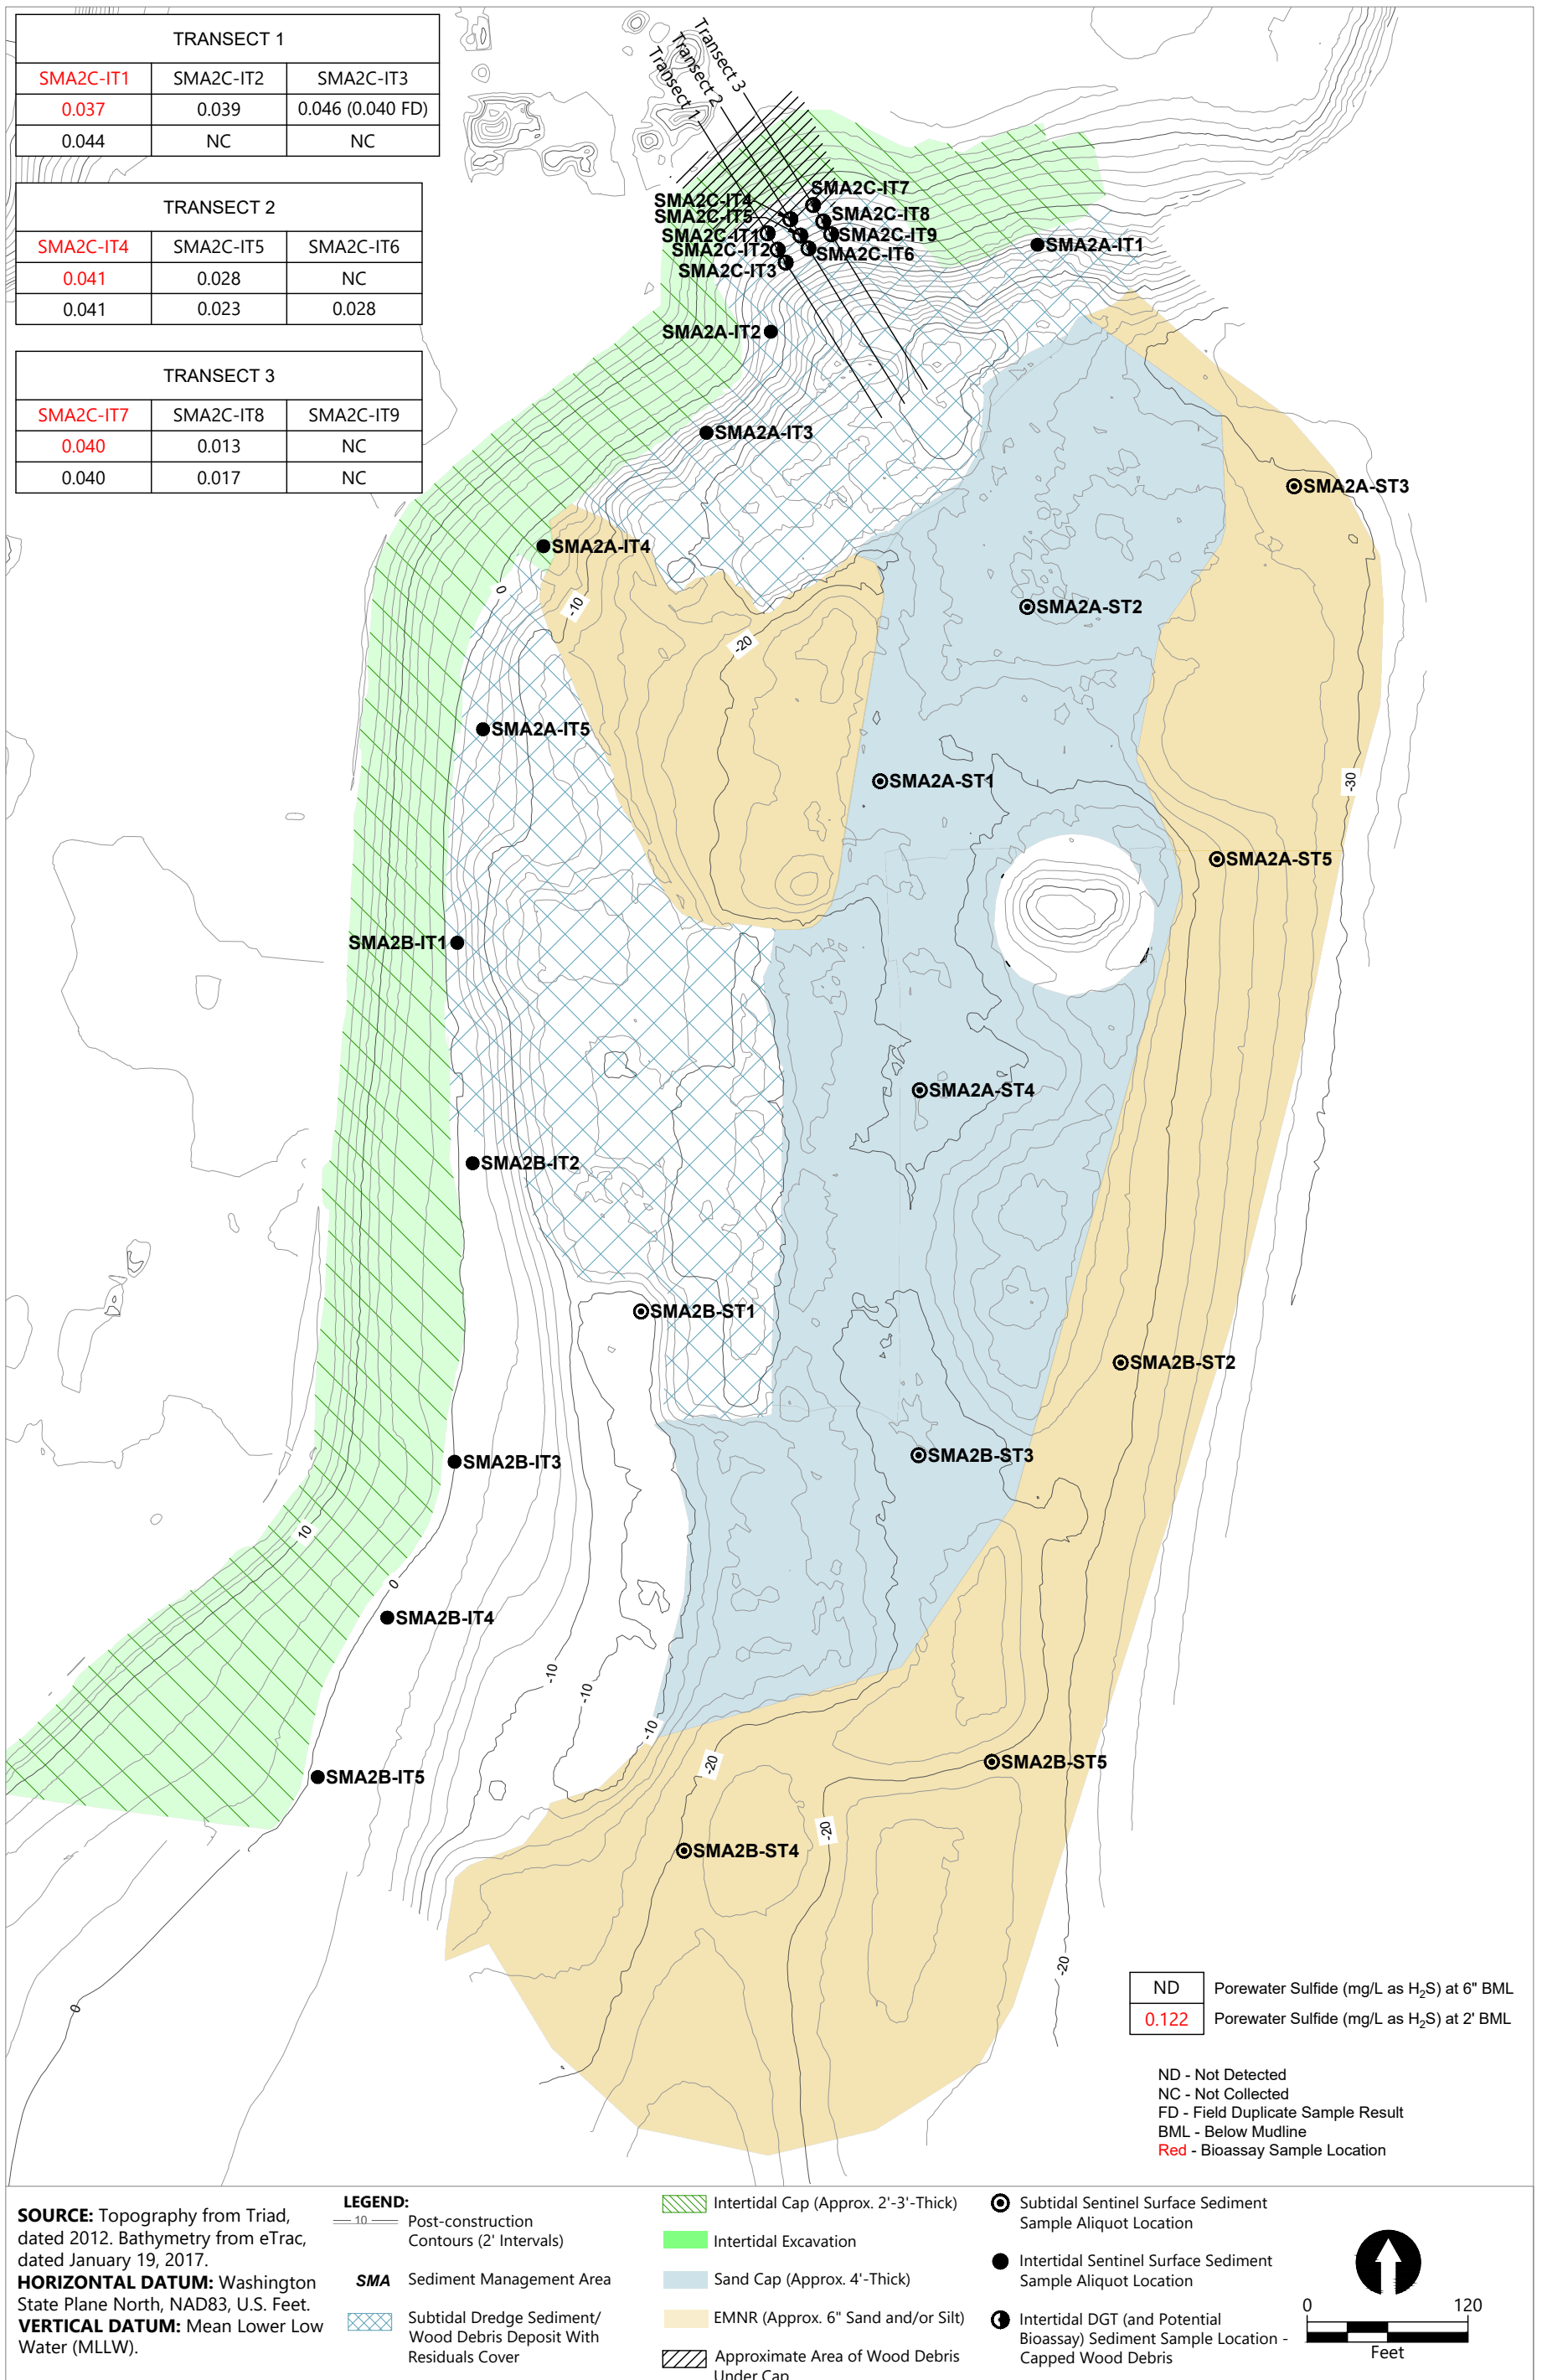 TRANSECT 1
SMA2C-IT1 SMA2C-IT2 SMA2C-IT3
0.037 0.039 0.046 (0.040 FD)
0.044 NC NC
TRANSECT 2
SMA2C-IT4 SMA2C-IT5 SMA2C-IT6
0.041 0.028 NC
0.041 0.023 0.028
TRANSECT 3
SMA2C-IT7 SMA2C-IT8 SMA2C-IT9
0.040 0.013 NC
0.040 0.017 NC
Transect 1
Transect 2
Transect 3
SMA2C-IT7
SMA2C-IT4
SMA2C-IT5
SMA2C-IT8
SMA2C-IT1
SMA2C-IT9
SMA2C-IT2
SMA2C-IT6
SMA2C-IT3
SMA2A-IT1
SMA2A-IT2
SMA2A-IT3
SMA2A-ST3
SMA2A-IT4
0
-10
SMA2A-ST2
-20
SMA2A-IT5
SMA2A-ST1
-30
SMA2A-ST5
SMA2B-IT1
SMA2A-ST4
SMA2B-IT2
SMA2B-ST1
SMA2B-ST2
SMA2B-ST3
SMA2B-IT3
10
0
SMA2B-IT4
-10
-10
-10
-20
SMA2B-ST5
SMA2B-IT5
-20
SMA2B-ST4
-20
0
ND Porewater Sulfide (mg/L as H2S) at 6" BML
0.122 Porewater Sulfide (mg/L as H2S) at 2' BML
ND - Not Detected
NC - Not Collected
FD - Field Duplicate Sample Result
BML - Below Mudline
Red - Bioassay Sample Location
SOURCE: Topography from Triad,
dated 2012. Bathymetry from eTrac,
dated January 19, 2017.
HORIZONTAL DATUM: Washington
State Plane North, NAD83, U.S. Feet.
VERTICAL DATUM: Mean Lower Low
Water (MLLW).
LEGEND:
10 Post-construction
Contours (2' Intervals)
SMA Sediment Management Area
Subtidal Dredge Sediment/
Wood Debris Deposit With
Residuals Cover
Intertidal Cap (Approx. 2'-3'-Thick)
Intertidal Excavation
Sand Cap (Approx. 4'-Thick)
EMNR (Approx. 6" Sand and/or Silt)
Approximate Area of Wood Debris
Under Cap
Subtidal Sentinel Surface Sediment
Sample Aliquot Location
Intertidal Sentinel Surface Sediment
Sample Aliquot Location
Intertidal DGT (and Potential
Bioassay) Sediment Sample Location -
Capped Wood Debris
0 120
Feet